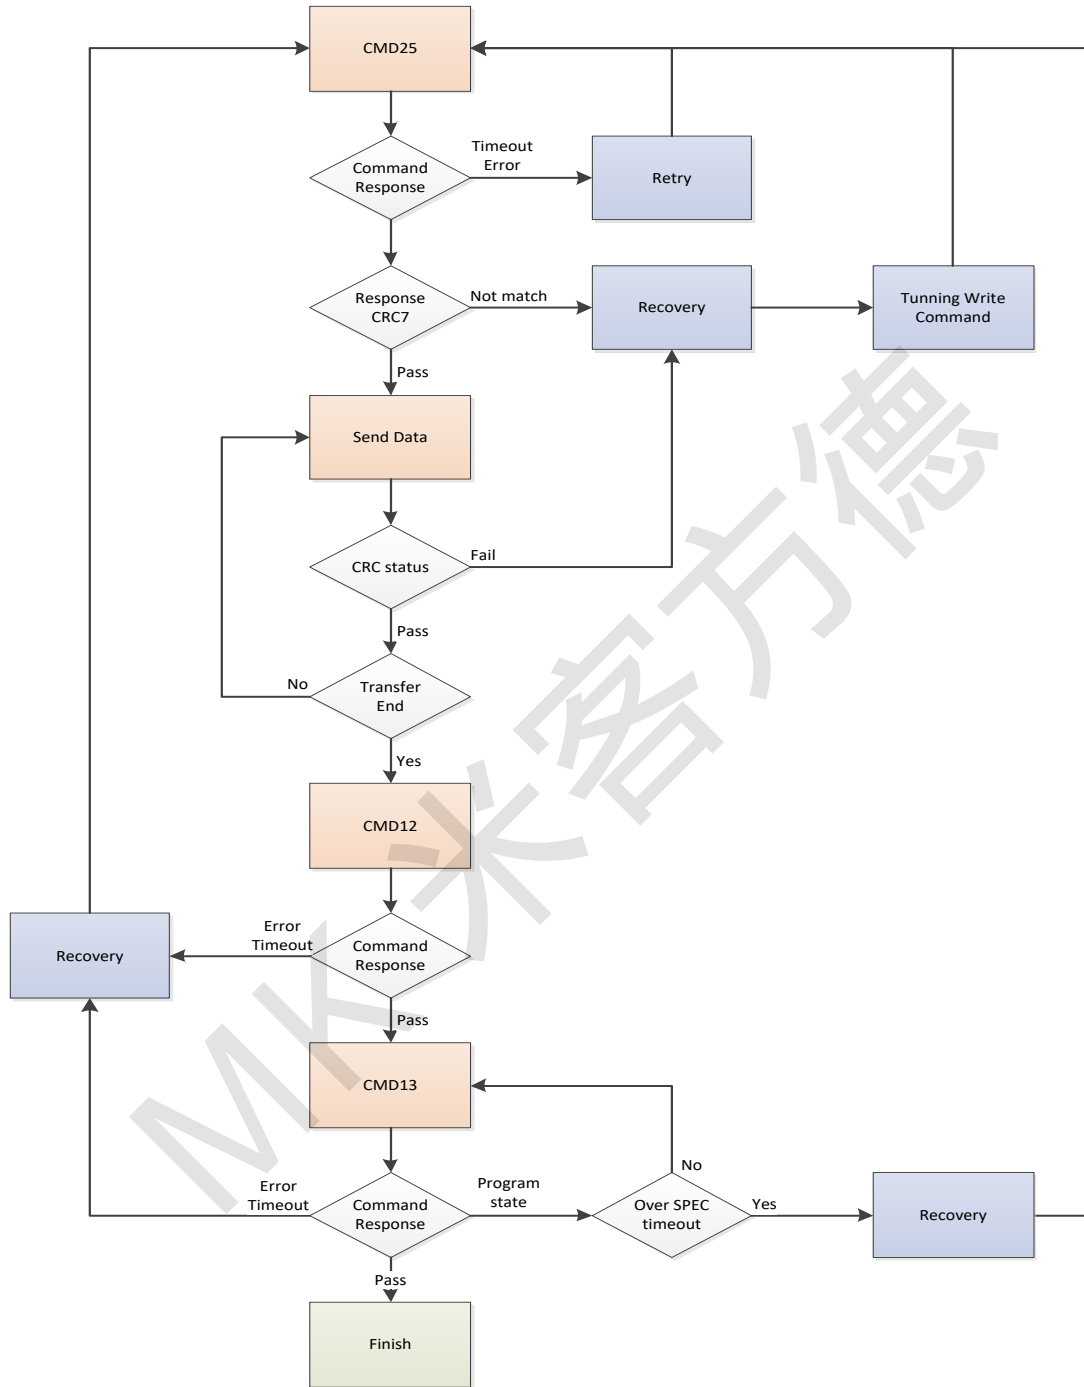 CMD25
Timeout
Error
Command
Response
Retry
Response
CRC7
Not match
Recovery
Tunning Write
Command
Pass
Send Data
CRC status
Fail
Pass
No
Transfer
End
Yes
CMD12
Error
Timeout
Command
Response
Recovery
Pass
CMD13
No
Error
Timeout
Command
Response
Program
state
Over SPEC
timeout
Yes
Recovery
Pass
Finish
MK 米客方德